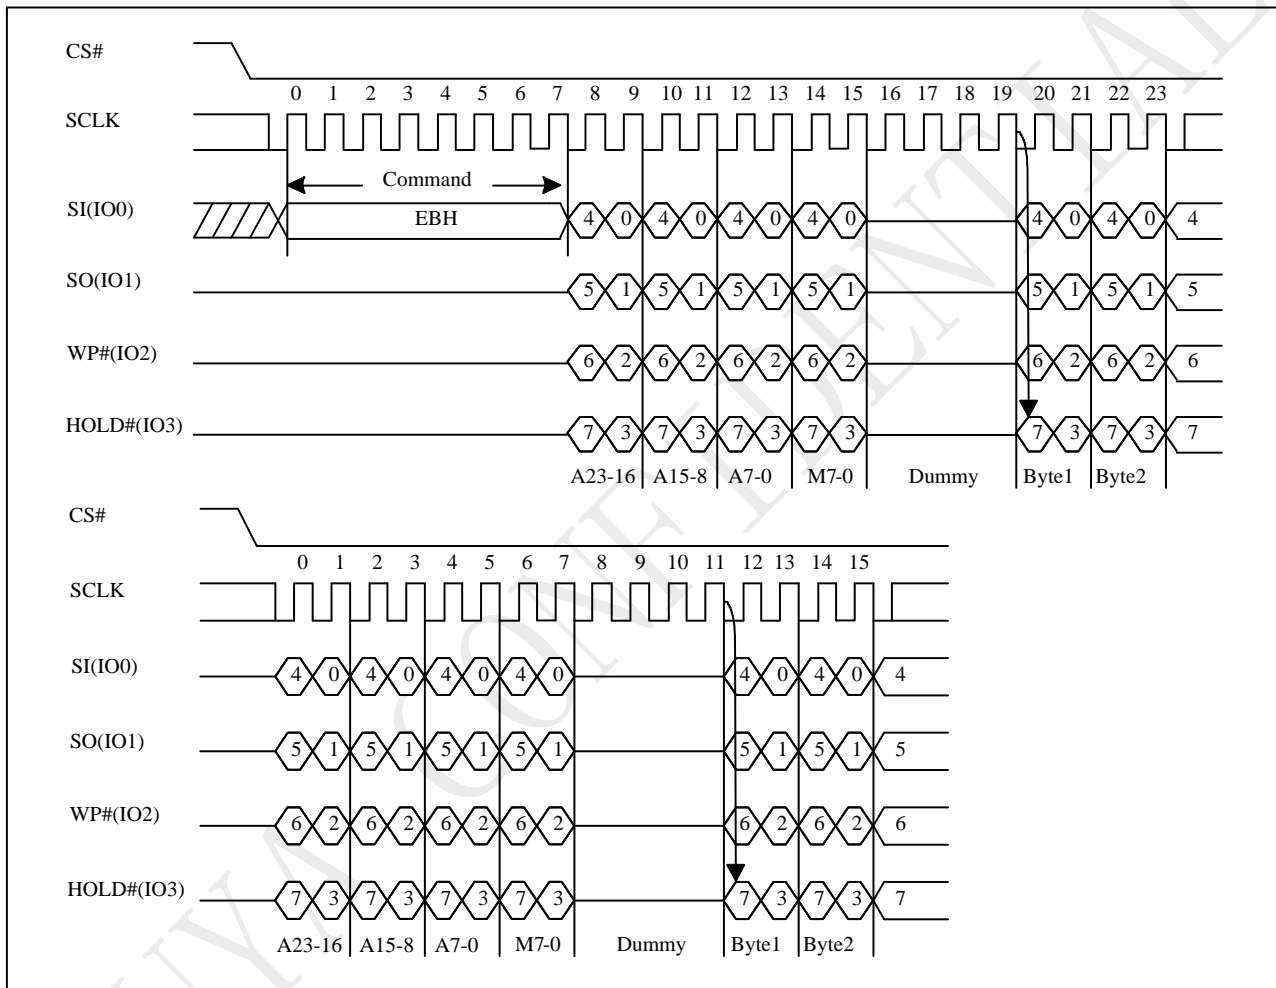 CS#
0 1 2 3 4 5 6 7 8 9 10 11 12 13 14 15 16 17 18 19 20 21 22 23
SCLK
Command
SI(IO0) EBH 4 0 4 0 4 0 4 0 4 0 4 0 4
SO(IO1) 5 1 5 1 5 1 5 1 5 1 5 1 5
WP#(IO2) 6 2 6 2 6 2 6 2 6 2 6 2 6
HOLD#(IO3) 7 3 7 3 7 3 7 3 7 3 7 3 7
A23-16 A15-8 A7-0 M7-0 Dummy Byte1 Byte2
CS#
0 1 2 3 4 5 6 7 8 9 10 11 12 13 14 15
SCLK
SI(IO0) 4 0 4 0 4 0 4 0 4 0 4 0 4
SO(IO1) 5 1 5 1 5 1 5 1 5 1 5 1 5
WP#(IO2) 6 2 6 2 6 2 6 2 6 2 6 2 6
HOLD#(IO3) 7 3 7 3 7 3 7 3 7 3 7 3 7
A23-16 A15-8 A7-0 M7-0 Dummy Byte1 Byte2
UYA CONFIDENTIAL